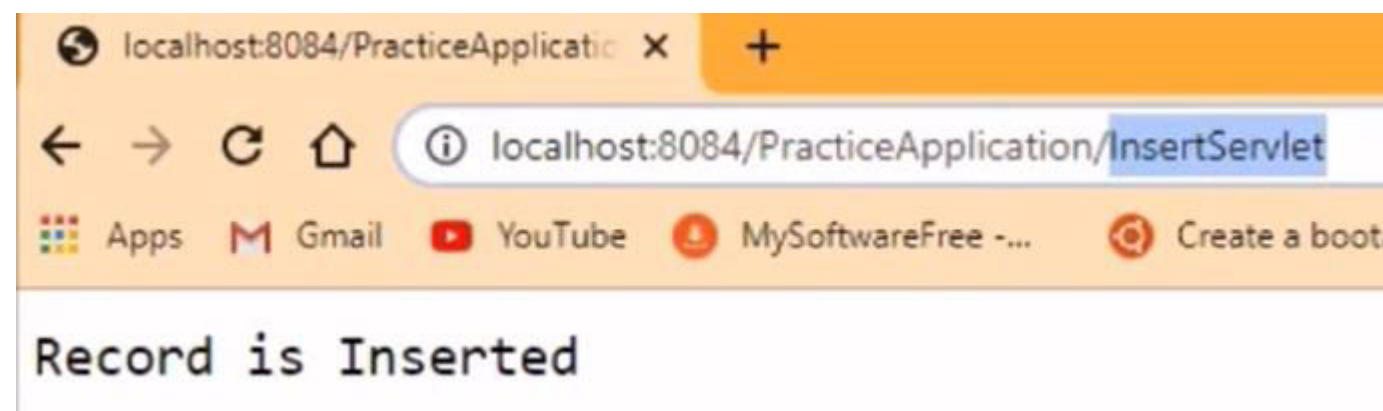 localhost:8084/PracticeApplicatio
localhost:8084/PracticeApplication/InsertServlet
Apps Gmail YouTube MySoftwareFree -... Create a boot
Record is Inserted